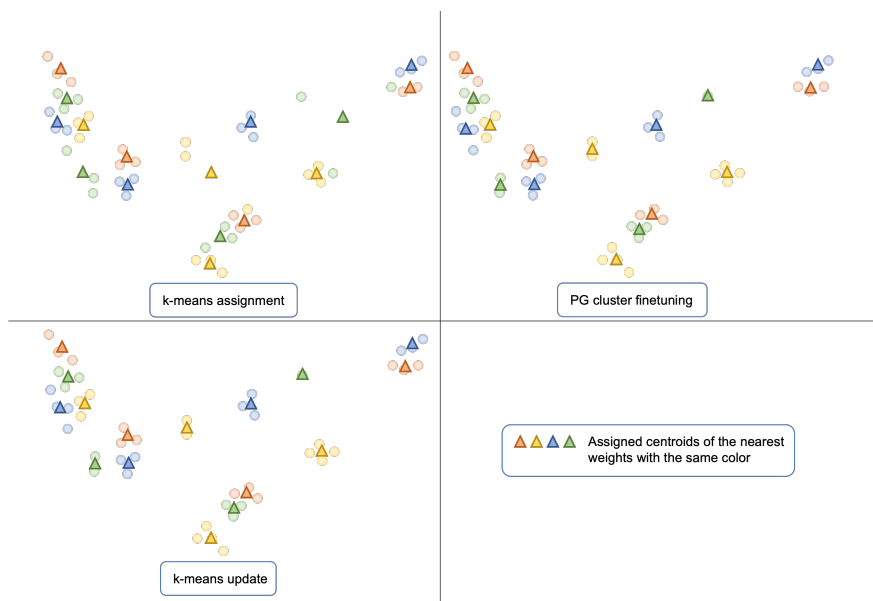 k-means assignment
PG cluster finetuning
k-means update
Assigned centroids of the nearest
weights with the same color